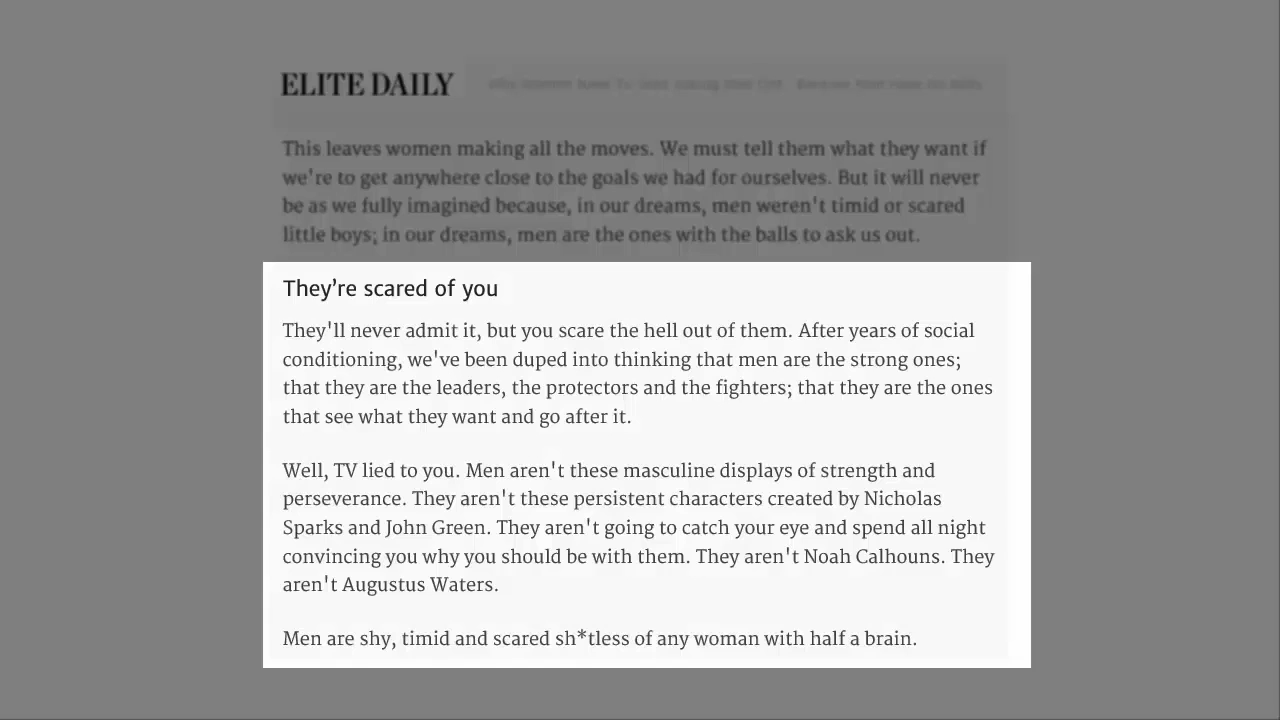 ELITE DAILY
This leaves women making all the moves. We must tell them what they want if
we're to get anywhere close to the goals we had for ourselves. But it will never
be as we fully imagined because, in our dreams, men weren't timid or scared
little boys; in our dreams, men are the ones with the balls to ask us out.
They’re scared of you
They'll never admit it, but you scare the hell out of them. After years of social
conditioning, we've been duped into thinking that men are the strong ones;
that they are the leaders, the protectors and the fighters; that they are the ones
that see what they want and go after it.
Well, TV lied to you. Men aren't these masculine displays of strength and
perseverance. They aren't these persistent characters created by Nicholas
Sparks and John Green. They aren't going to catch your eye and spend all night
convincing you why you should be with them. They aren't Noah Calhouns. They
aren't Augustus Waters.
Men are shy, timid and scared sh*tless of any woman with half a brain.